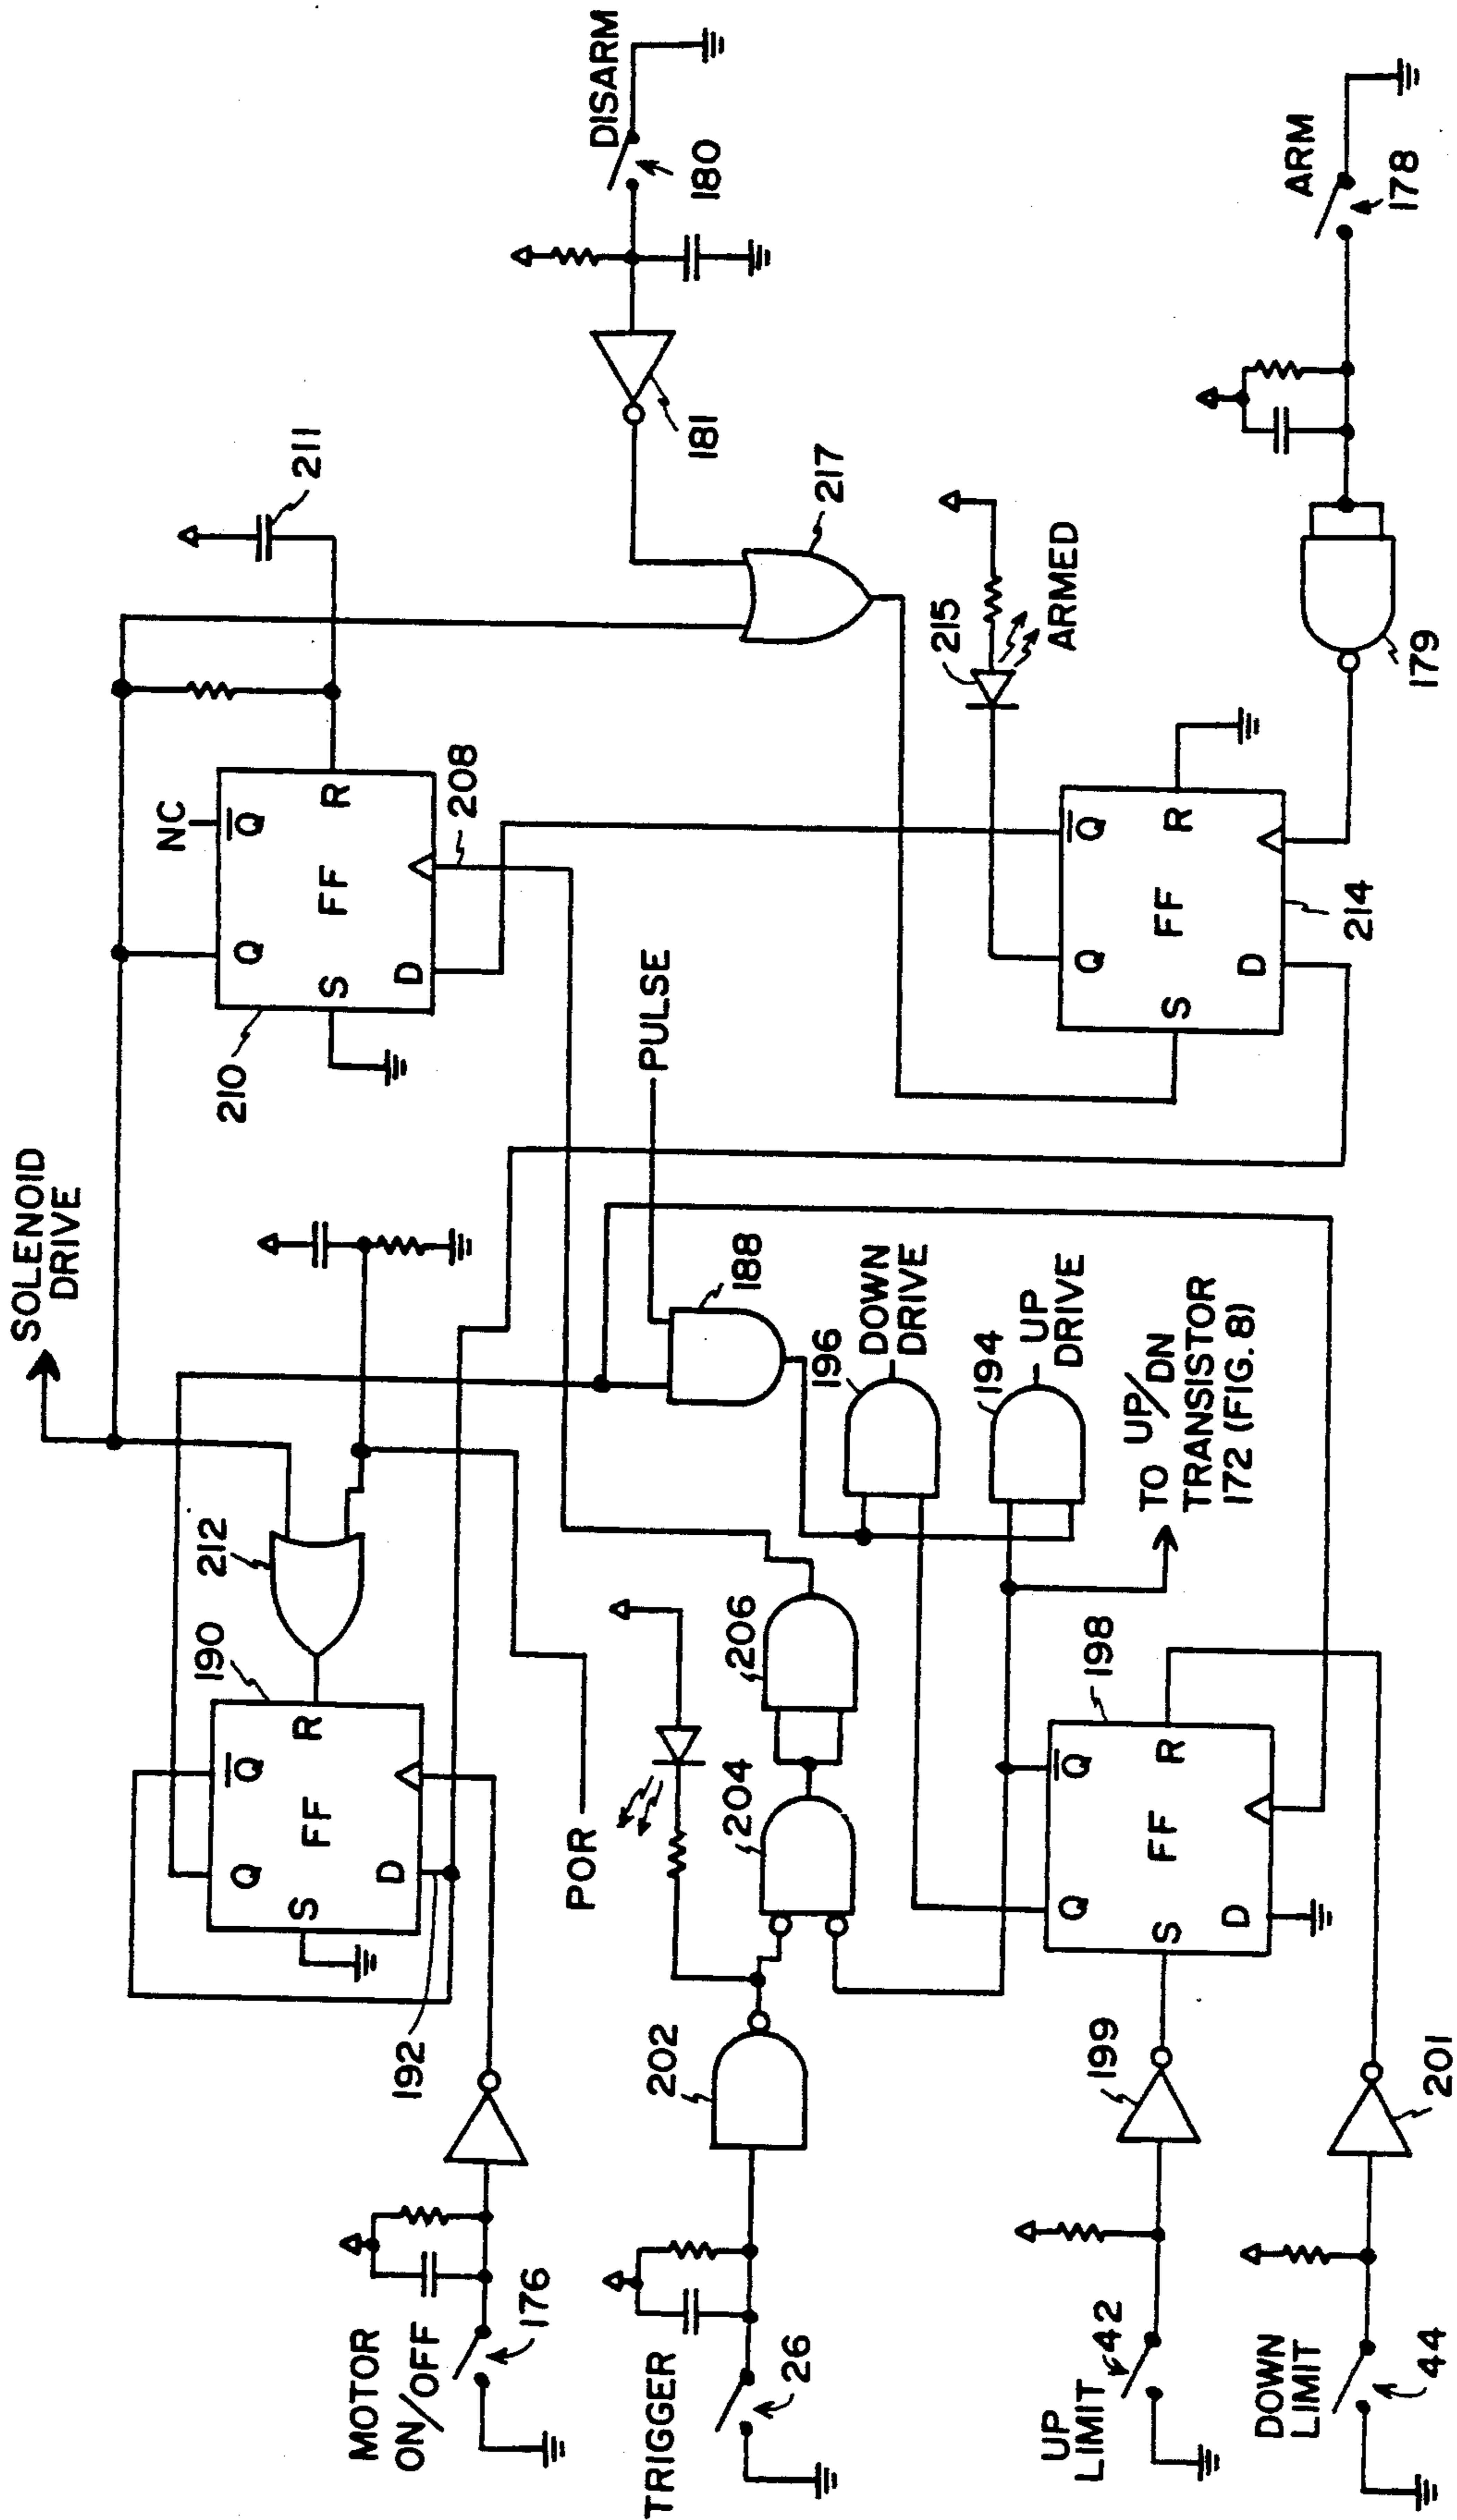 SOLENOID
DRIVE
NC
210
S
Q
Q
FF
R
D
208
211
DISARM
180
181
217
212
190
Q
Q
S
FF
R
D
192
POR
PULSE
188
196
DOWN
DRIVE
194
UP
DRIVE
TO UP/DN
TRANSISTOR
172 (FIG. 8)
MOTOR
ON/OFF
176
TRIGGER
26
202
204
206
215
ARMED
Q
Q
S
FF
R
D
214
179
ARM
178
198
Q
Q
S
FF
R
D
UP
LIMIT
42
199
DOWN
LIMIT
44
201